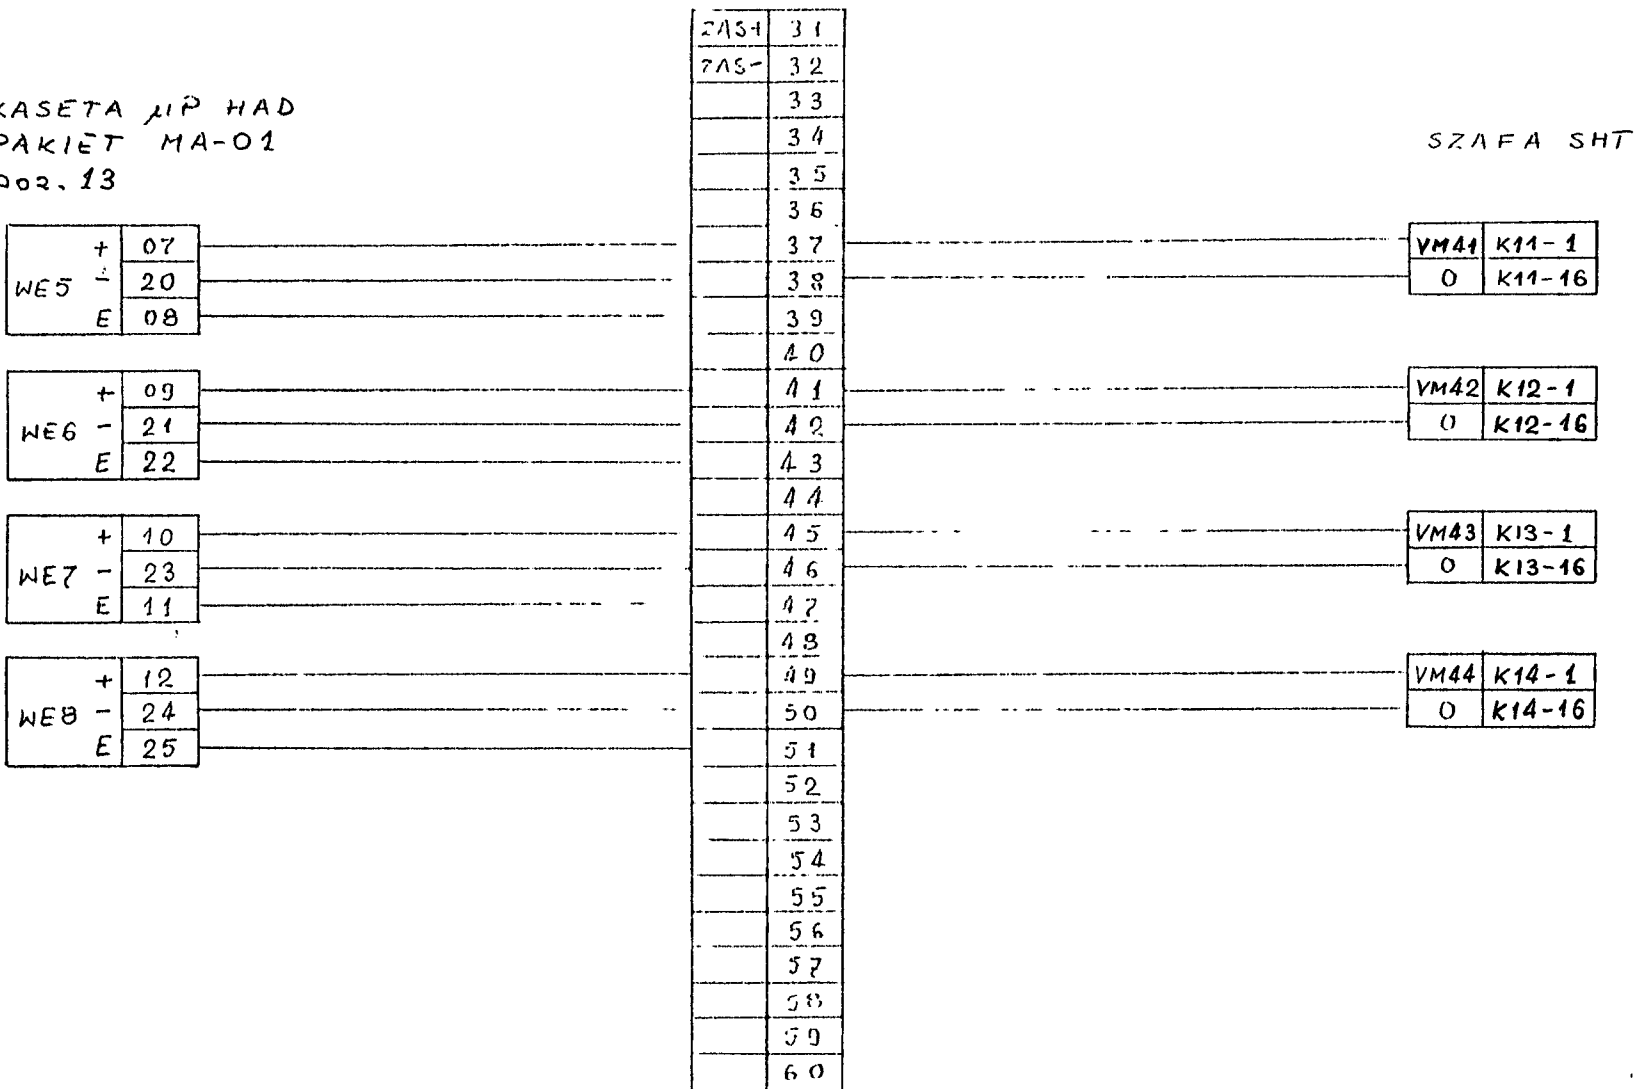 ZAS+ 31
ZAS- 32
33
KASETA μP HAD
PAKIET MA-01
poz. 13
34
SZAFA SHT
35
36
+ 07
37
VM41 K11-1
WE5 - 20
38
0 K11-16
E 08
39
40
+ 09
41
VM42 K12-1
WE6 - 21
42
0 K12-16
E 22
43
44
+ 10
45
VM43 K13-1
WE7 - 23
46
0 K13-16
E 11
47
48
+ 12
49
VM44 K14-1
WE8 - 24
50
0 K14-16
E 25
51
52
53
54
55
56
57
58
59
60